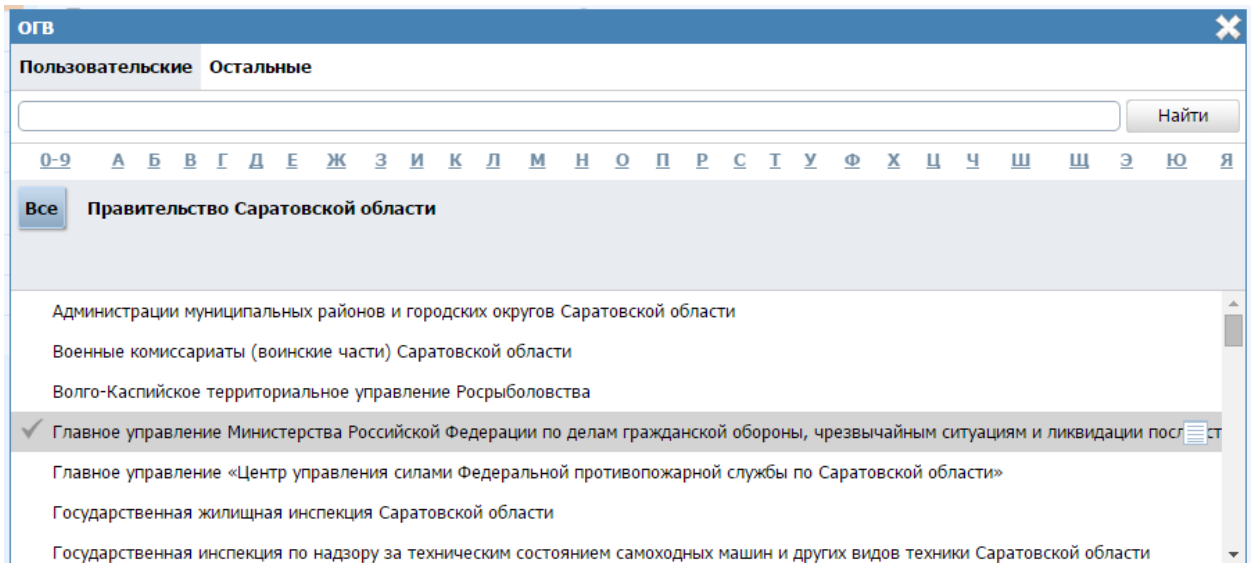 ОГВ
Пользовательские Остальные
Найти
0-9 А Б В Г Д Е Ж З И К Л М Н О П Р С Т У Ф Х Ц Ч Ш Щ Э Ю Я
Все Правительство Саратовской области
Администрации муниципальных районов и городских округов Саратовской области
Военные комиссариаты (воинские части) Саратовской области
Волго-Каспийское территориальное управление Росрыболовства
Главное управление Министерства Российской Федерации по делам гражданской обороны, чрезвычайным ситуациям и ликвидации
Главное управление «Центр управления силами Федеральной противопожарной службы по Саратовской области»
Государственная жилищная инспекция Саратовской области
Государственная инспекция по надзору за техническим состоянием самоходных машин и других видов техники Саратовской области